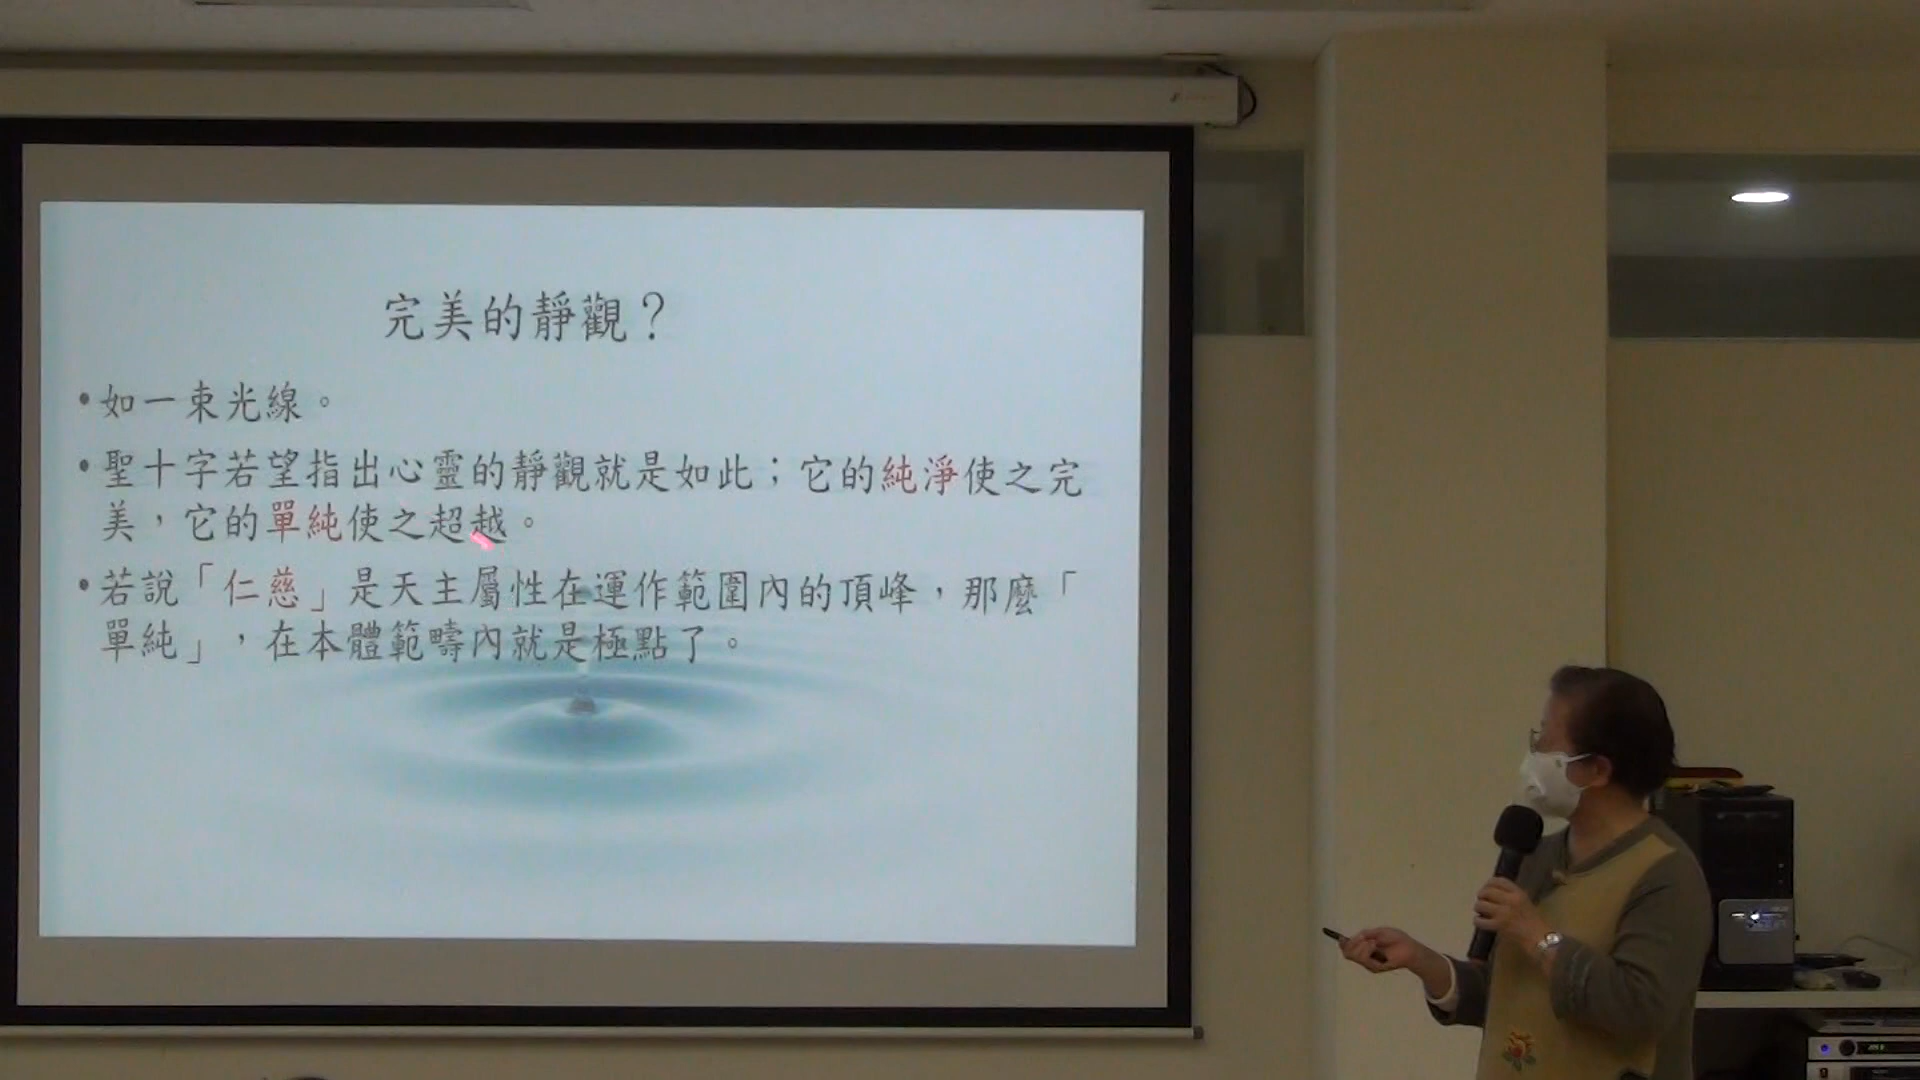 完美的靜觀？
•如一束光線。
•聖十字若望指出心靈的靜觀就是如此；它的純淨使之完
美，它的單純使之超越。
•若說「仁慈」是天主屬性在運作範圍內的頂峰，那麼「
單純」，在本體範疇內就是極點了。